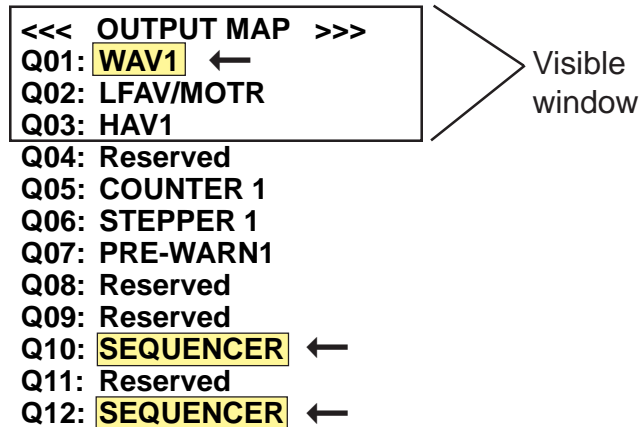 <<< OUTPUT MAP >>>
Q01: WAV1 ←
Q02: LFAV/MOTR
Q03: HAV1
Visible
window
Q04: Reserved
Q05: COUNTER 1
Q06: STEPPER 1
Q07: PRE-WARN1
Q08: Reserved
Q09: Reserved
Q10: SEQUENCER ←
Q11: Reserved
Q12: SEQUENCER ←